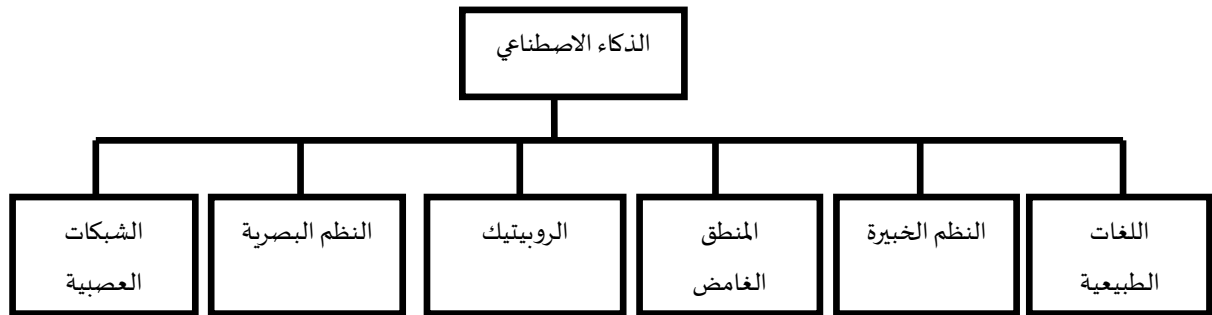 الذكاء الاصطناعي
اللغات
الطبيعية
النظم الخبيرة
المنطق
الغامض
الروبيتيك
النظم البصرية
الشبكات
العصبية